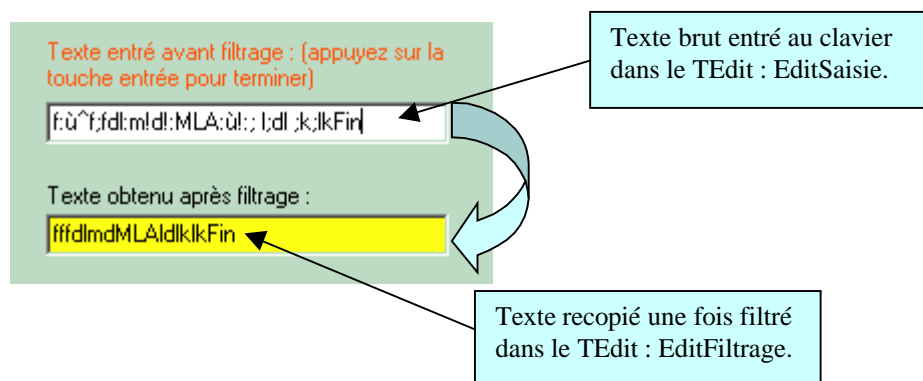 Texte entré avant filtrage : (appuyez sur la
touche entrée pour terminer)
f:ù^f;fdl:m!d!:MLA:ù!:; l;dl ;k;lkFin
Texte obtenu après filtrage :
fffdlmdMLAldlklkFin
Texte brut entré au clavier
dans le TEdit : EditSaisie.
Texte recopié une fois filtré
dans le TEdit : EditFiltrage.